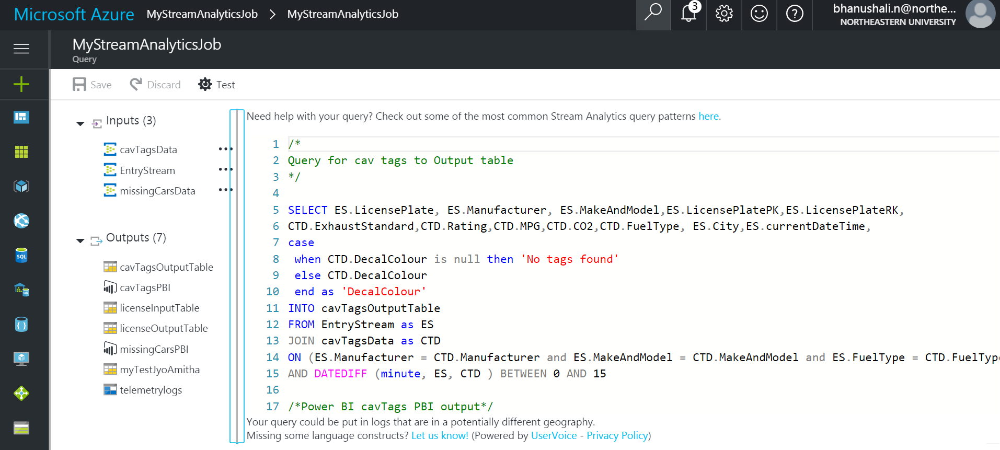 Microsoft Azure MyStreamAnalyticsJob > MyStreamAnalyticsJob 3 bhanushali.n@northe...
NORTHEASTERN UNIVERSITY
MyStreamAnalyticsJob
Query
Save Discard Test
Inputs (3)
cavTagsData
EntryStream
missingCarsData
Outputs (7)
cavTagsOutputTable
cavTagsPBI
licenseInputTable
licenseOutputTable
missingCarsPBI
myTestJyoAmitha
telemetrylogs
SQL
SQL
Need help with your query? Check out some of the most common Stream Analytics query patterns here.
1 /*
2 Query for cav tags to Output table
3 */
4
5 SELECT ES.LicensePlate, ES.Manufacturer, ES.MakeAndModel,ES.LicensePlatePK,ES.LicensePlateRK,
6 CTD.ExhaustStandard,CTD.Rating,CTD.MPG,CTD.CO2,CTD.FuelType, ES.City,ES.currentDateTime,
7 case
8 when CTD.DecalColour is null then 'No tags found'
9 else CTD.DecalColour
10 end as 'DecalColour'
11 INTO cavTagsOutputTable
12 FROM EntryStream as ES
13 JOIN cavTagsData as CTD
14 ON (ES.Manufacturer = CTD.Manufacturer and ES.MakeAndModel = CTD.MakeAndModel and ES.FuelType = CTD.FuelType
15 AND DATEDIFF (minute, ES, CTD ) BETWEEN 0 AND 15
16
17 /*Power BI cavTags PBI output*/
Your query could be put in logs that are in a potentially different geography.
Missing some language constructs? Let us know! (Powered by UserVoice - Privacy Policy)